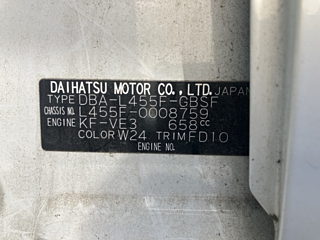 DAIHATSU MOTOR CO.,LTD. JAPAN
TYPE DBA-L455F-GBSF
CHASSIS NO. L455F-0008759
ENGINE KF-VE3 658cc
COLOR W24 TRIM FD10
ENGINE NO.